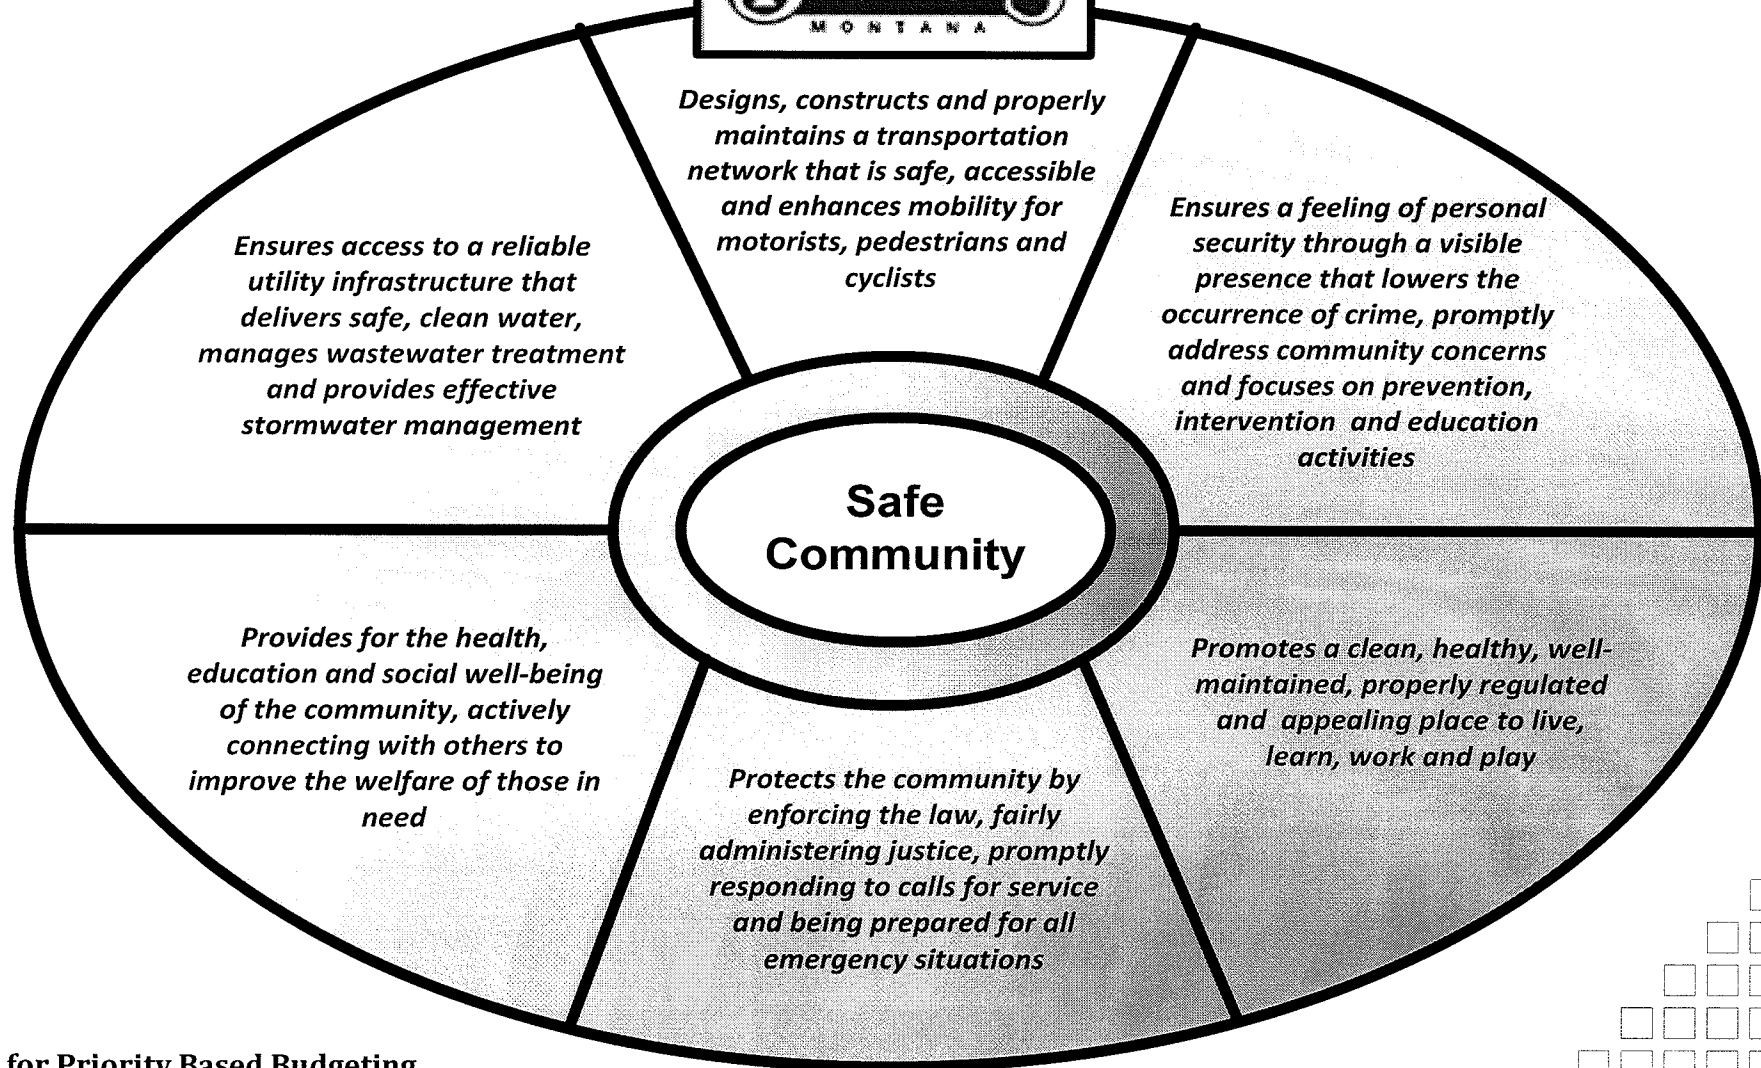 MONTANA
Designs, constructs and properly
maintains a transportation
network that is safe, accessible
and enhances mobility for
motorists, pedestrians and
cyclists
Ensures a feeling of personal
security through a visible
presence that lowers the
occurrence of crime, promptly
address community concerns
and focuses on prevention,
intervention and education
activities
Promotes a clean, healthy, well-
maintained, properly regulated
and appealing place to live,
learn, work and play
Protects the community by
enforcing the law, fairly
administering justice, promptly
responding to calls for service
and being prepared for all
emergency situations
Provides for the health,
education and social well-being
of the community, actively
connecting with others to
improve the welfare of those in
need
Ensures access to a reliable
utility infrastructure that
delivers safe, clean water,
manages wastewater treatment
and provides effective
stormwater management
Safe
Community
for Priority Based Budgeting